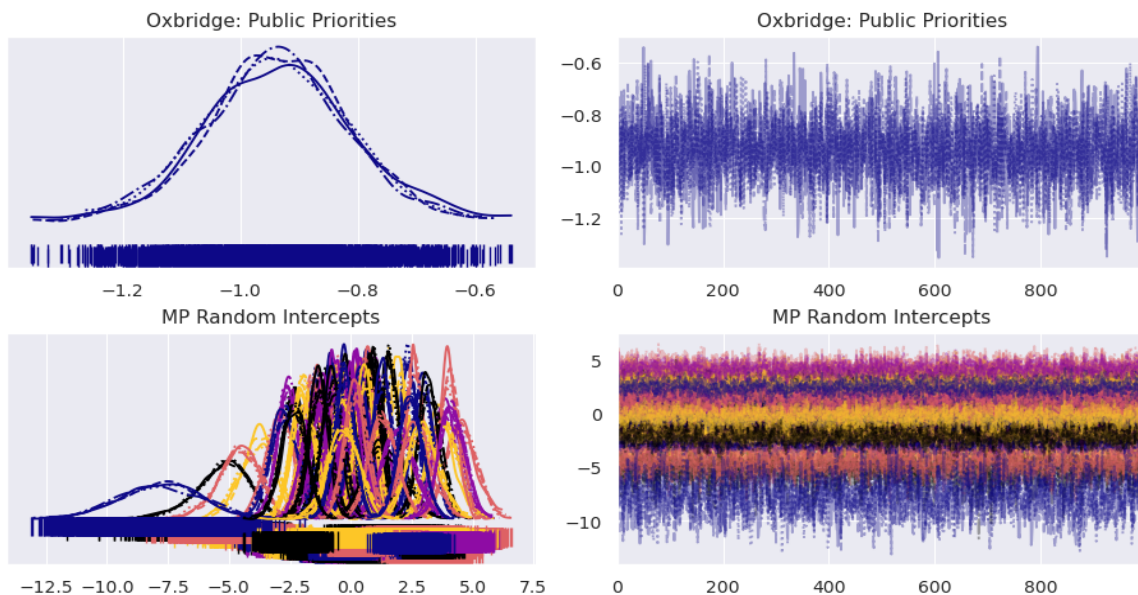 Oxbridge: Public Priorities
−1.2 −1.0 −0.8 −0.6
Oxbridge: Public Priorities
−0.6
−0.8
−1.0
−1.2
0 200 400 600 800
MP Random Intercepts
−12.5 −10.0 −7.5 −5.0 −2.5 0.0 2.5 5.0 7.5
MP Random Intercepts
5
0
−5
−10
0 200 400 600 800